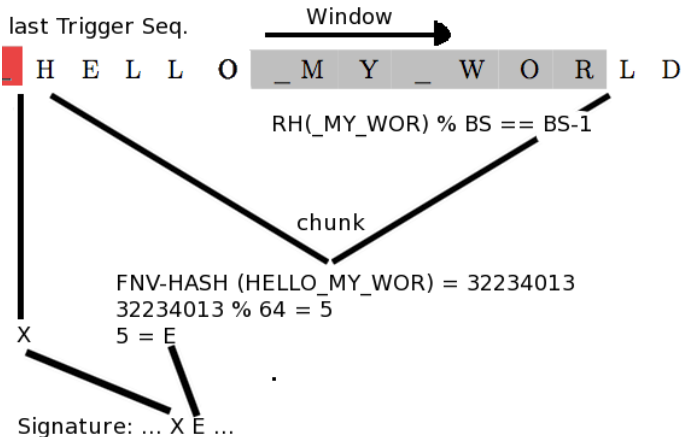 last Trigger Seq.
Window
_ H E L L O _ M Y _ W O R L D
RH(_MY_WOR) % BS == BS-1
chunk
FNV-HASH (HELLO_MY_WOR) = 32234013
32234013 % 64 = 5
X
5 = E
.
Signature: ... X E ...